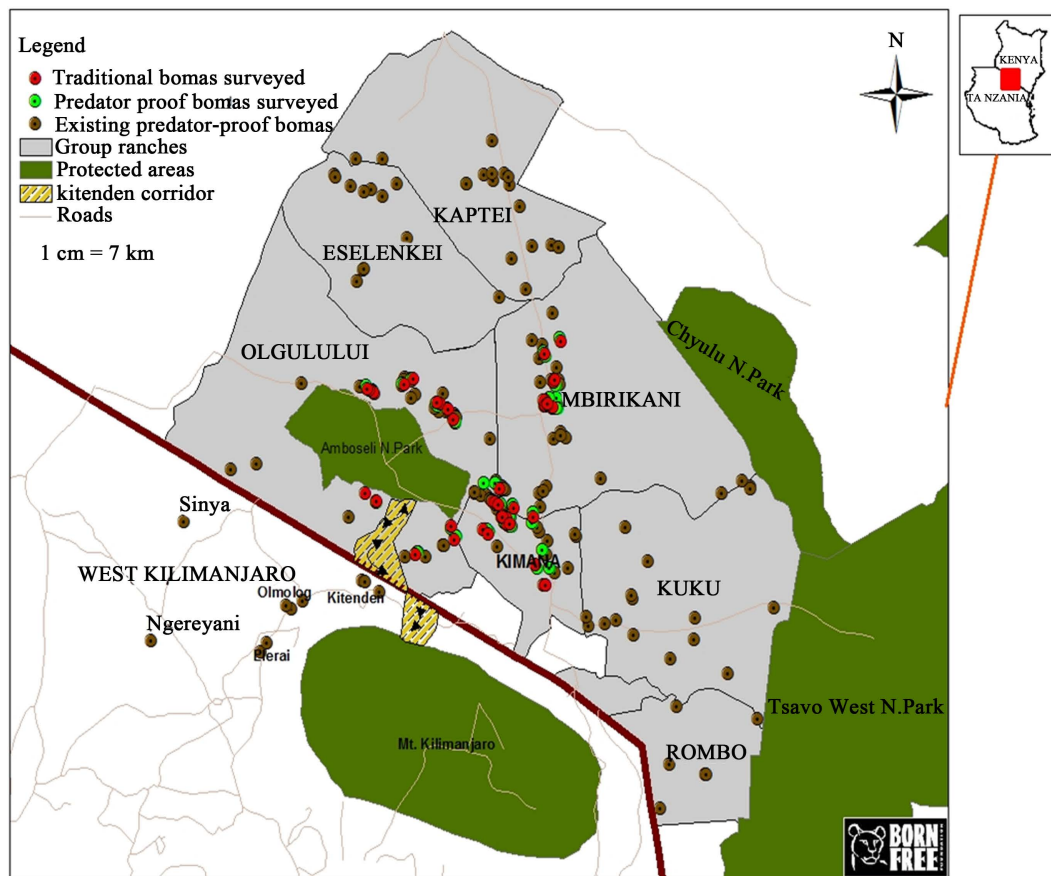 Legend
Traditional bomas surveyed
Predator proof bomas surveyed
Existing predator-proof bomas
Group ranches
Protected areas
kitenden corridor
Roads
1 cm = 7 km
N
KENYA
TA NZANIA
KAPTEI
ESELENKEI
OLGULULUI
MBIRIKANI
Chyulu N.Park
Amboseli N.Park
Sinya
KIMANA
WEST KILIMANJARO
Olmolog
Kitenden
KUKU
Ngereyani
Elerai
Tsavo West N.Park
Mt. Kilimanjaro
ROMBO
BORN
FREE